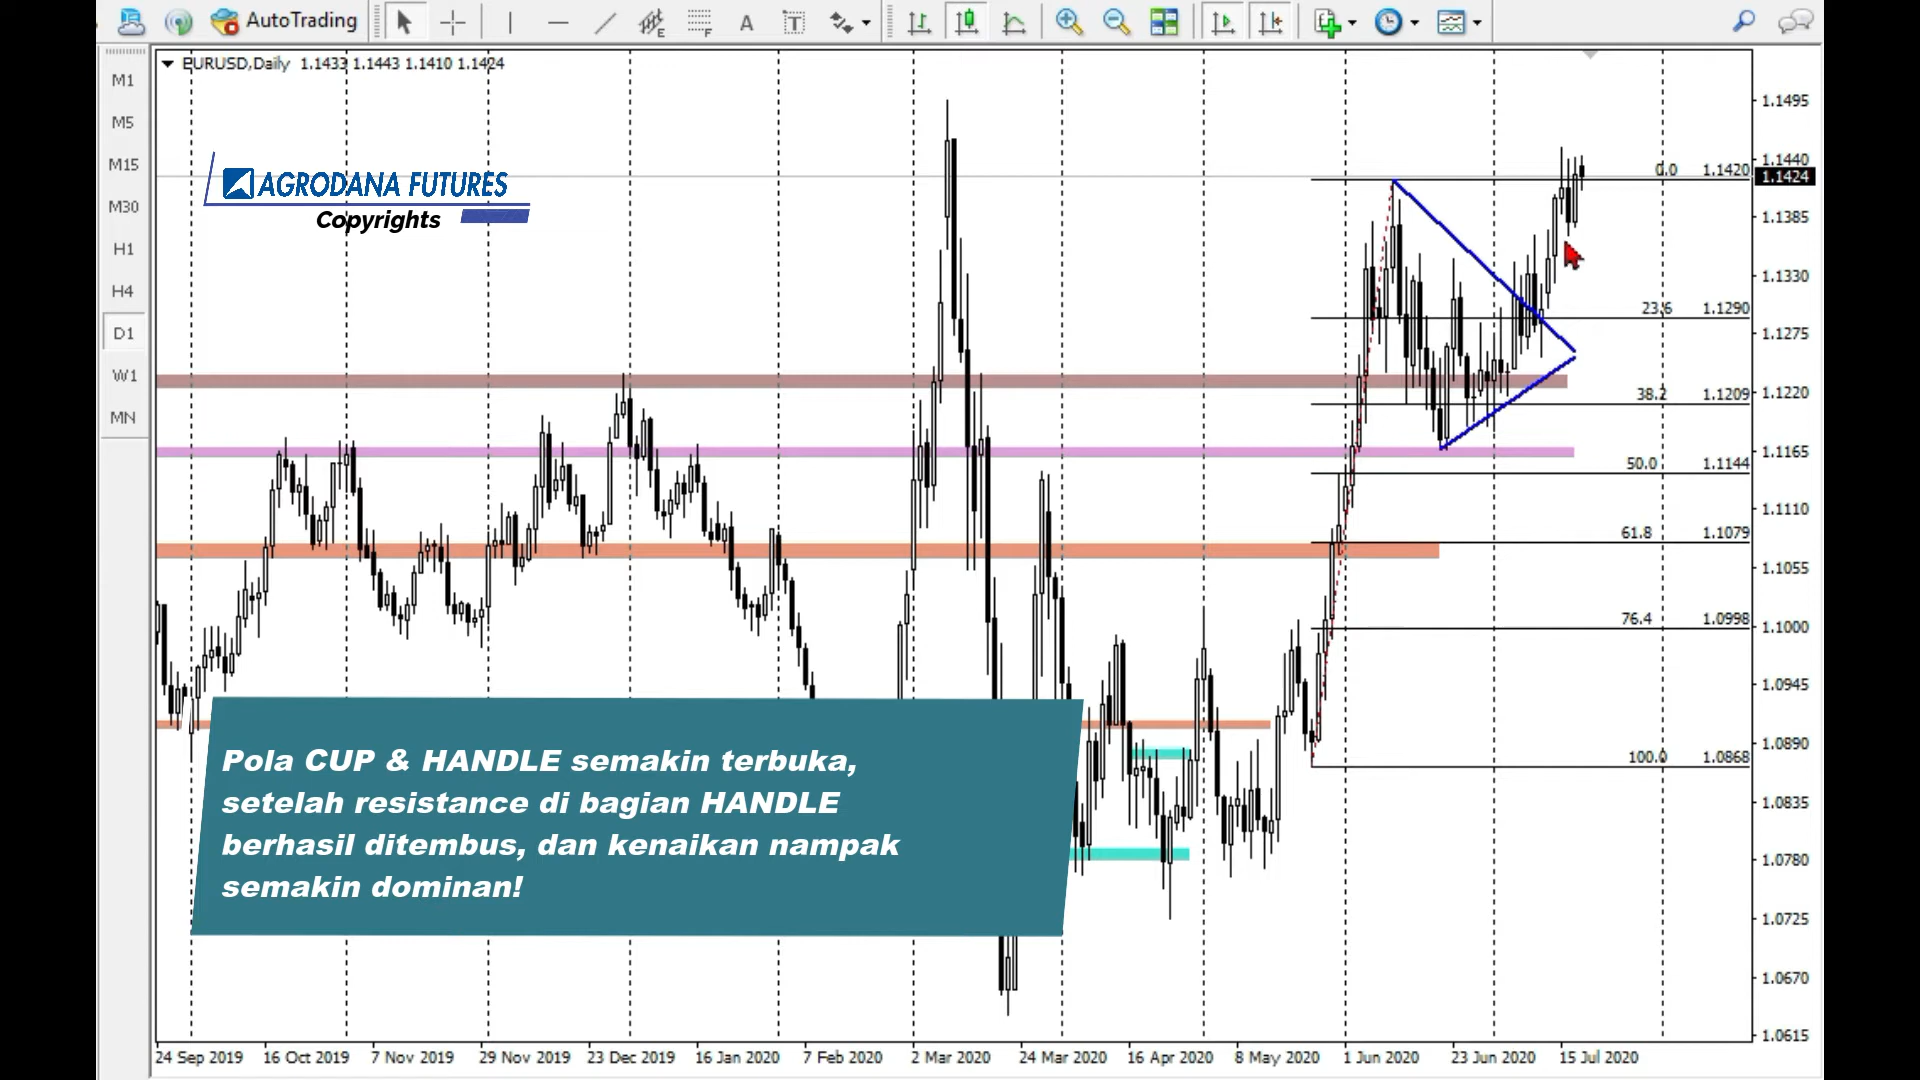 AutoTrading
A
T
E
F
M1
M5
M15
M30
H1
H4
D1
W1
MN
EURUSD,Daily 1.1433 1.1443 1.1410 1.1424
AGRODANA FUTURES
Copyrights
0.0 1.1420
23.6 1.1290
38.2 1.1209
50.0 1.1144
61.8 1.1079
76.4 1.0998
100.0 1.0868
1.1495
1.1440
1.1424
1.1385
1.1330
1.1275
1.1220
1.1165
1.1110
1.1055
1.1000
1.0945
1.0890
1.0835
1.0780
1.0725
1.0670
1.0615
Pola CUP & HANDLE semakin terbuka,
setelah resistance di bagian HANDLE
berhasil ditembus, dan kenaikan nampak
semakin dominan!
24 Sep 2019 16 Oct 2019 7 Nov 2019 29 Nov 2019 23 Dec 2019 16 Jan 2020 7 Feb 2020 2 Mar 2020 24 Mar 2020 16 Apr 2020 8 May 2020 1 Jun 2020 23 Jun 2020 15 Jul 2020